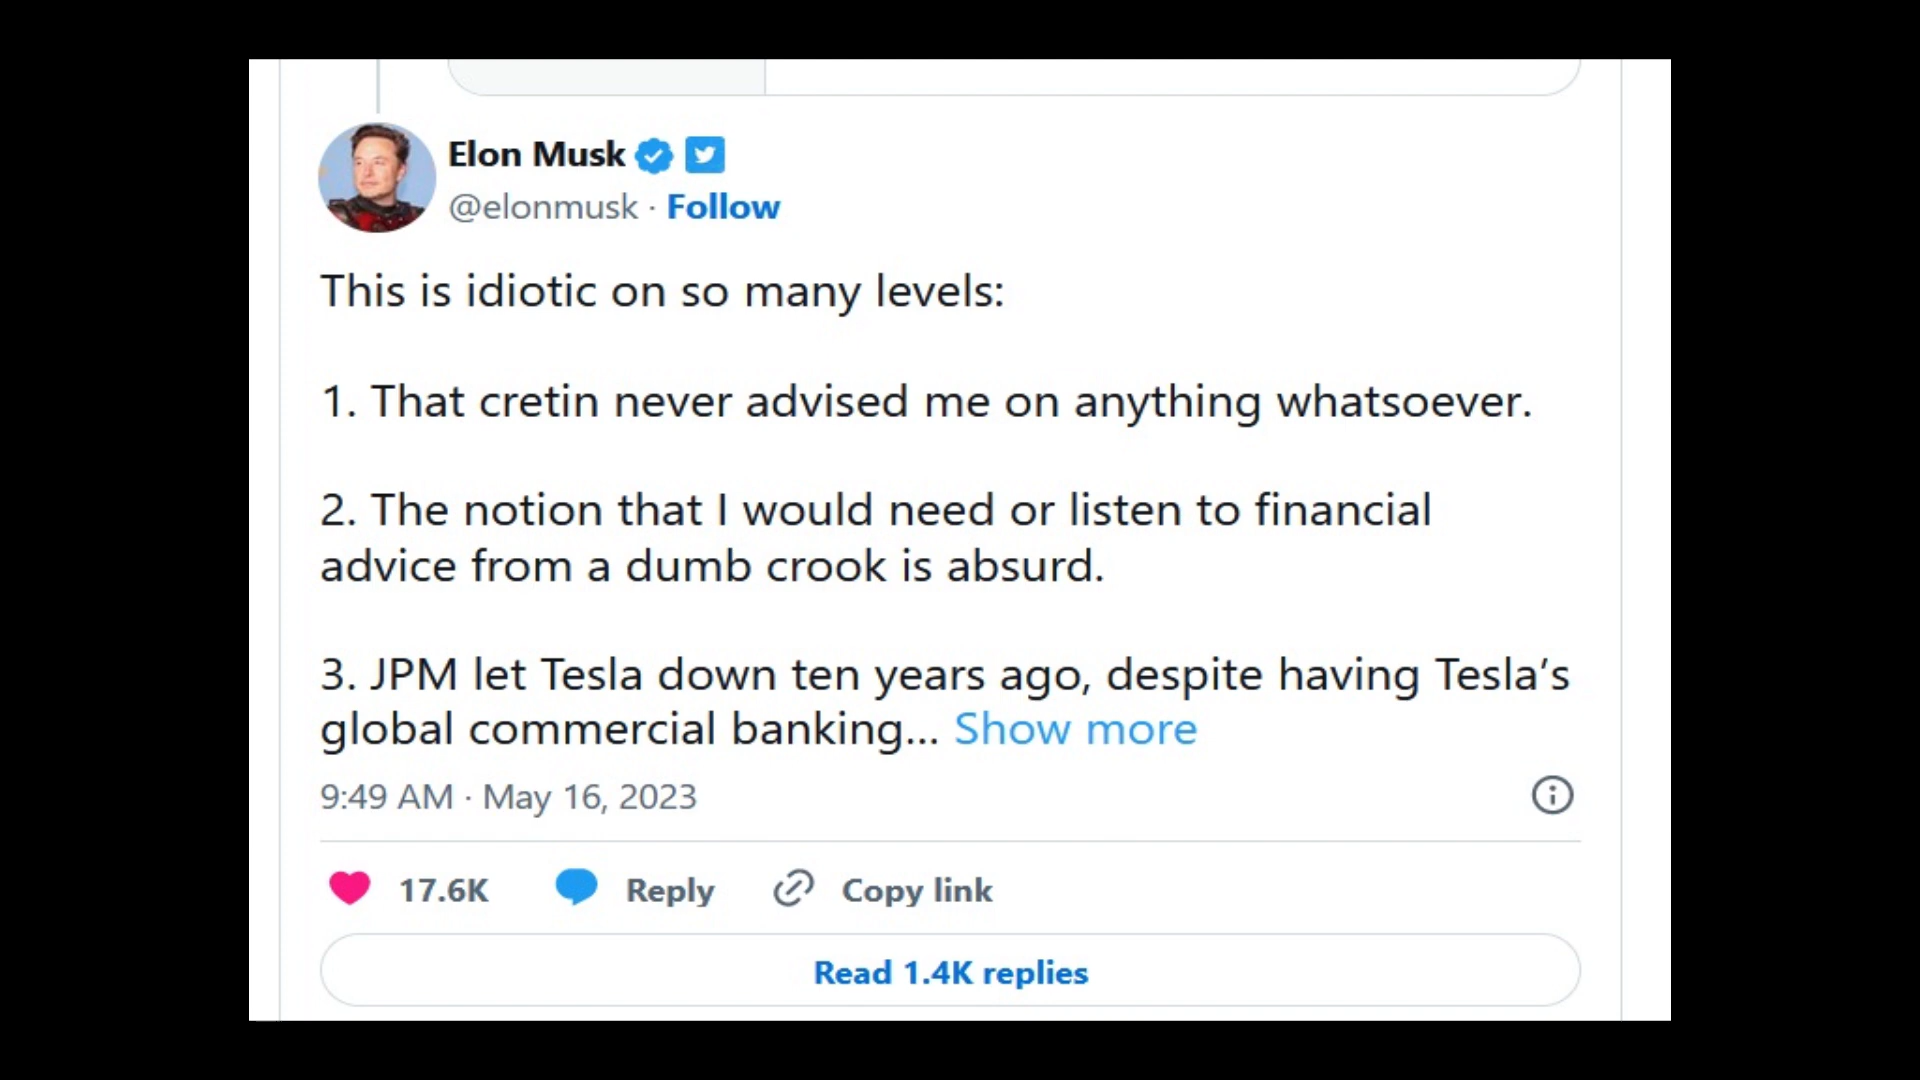 Elon Musk
@elonmusk · Follow
This is idiotic on so many levels:
1. That cretin never advised me on anything whatsoever.
2. The notion that I would need or listen to financial
advice from a dumb crook is absurd.
3. JPM let Tesla down ten years ago, despite having Tesla’s
global commercial banking... Show more
9:49 AM · May 16, 2023
17.6K Reply Copy link
Read 1.4K replies